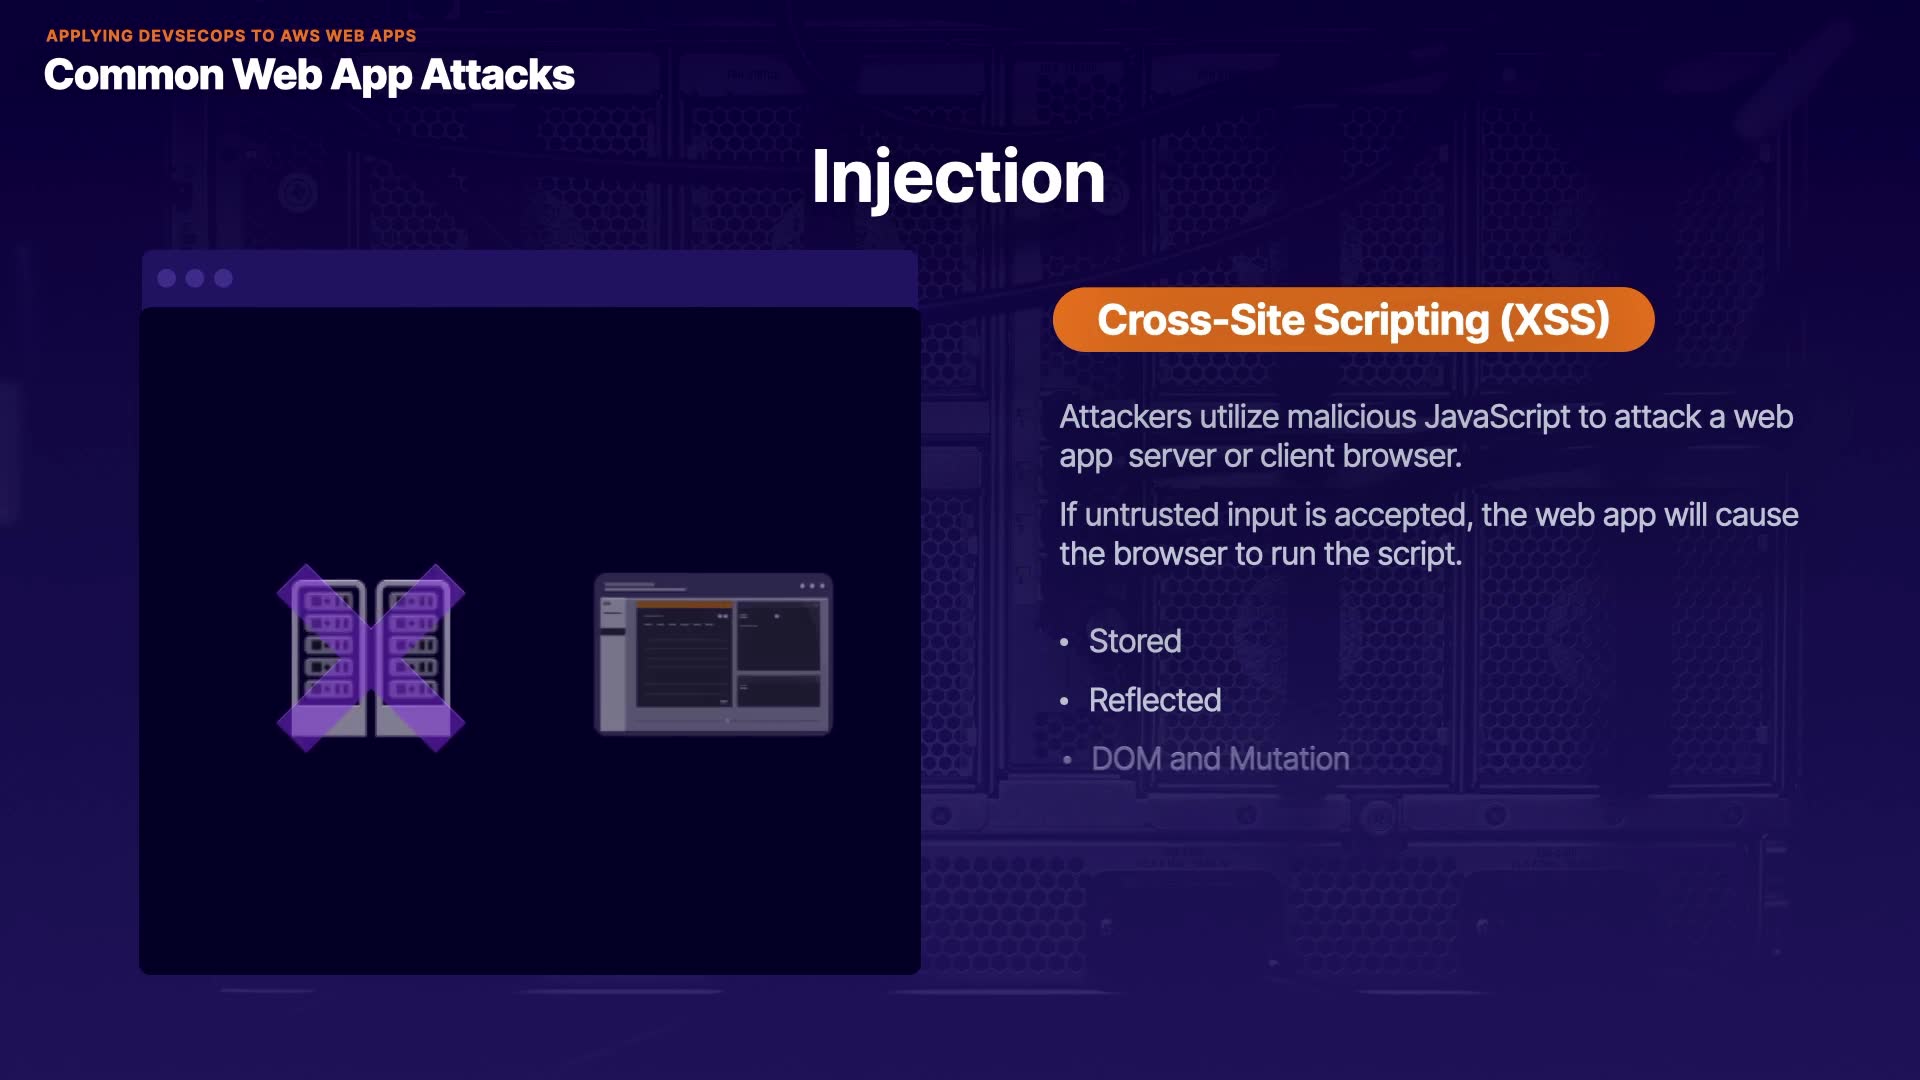 APPLYING DEVSECOPS TO AWS WEB APPS
Common Web App Attacks
Injection
Cross-Site Scripting (XSS)
Attackers utilize malicious JavaScript to attack a web
app  server or client browser.
If untrusted input is accepted, the web app will cause
the browser to run the script.
• Stored
• Reflected
• DOM and Mutation